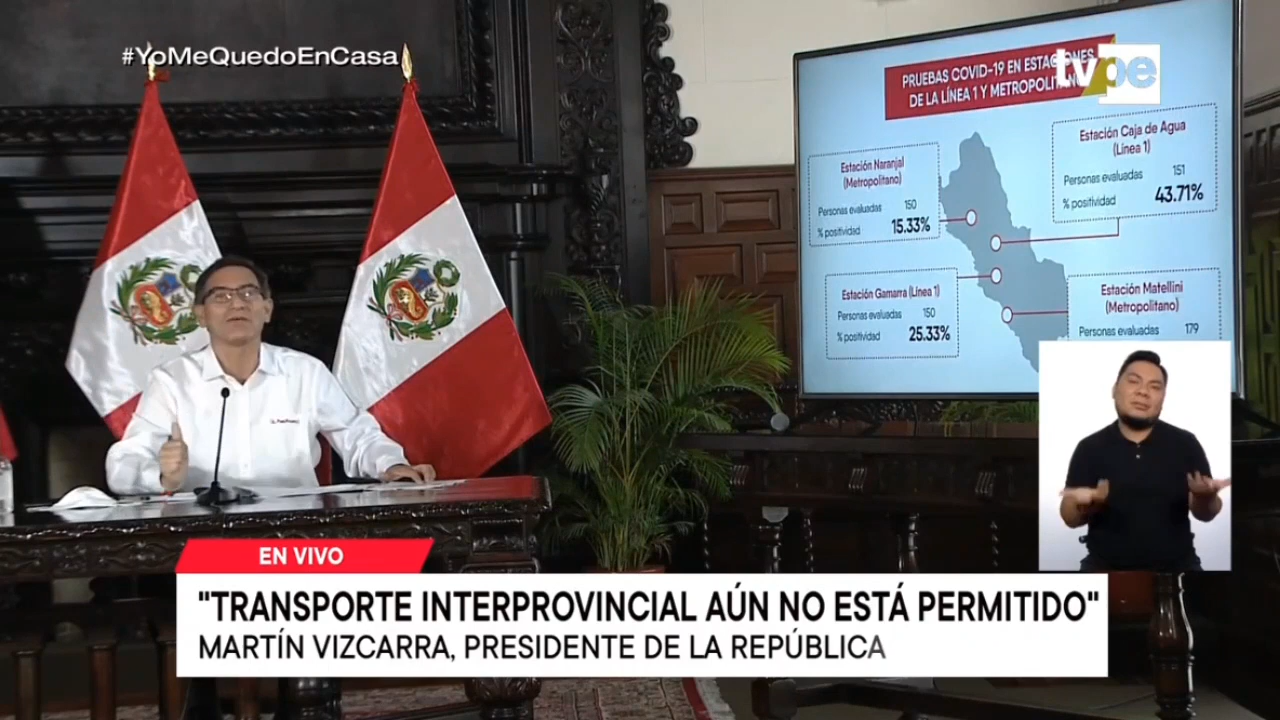 #YoMeQuedoEnCasa
tvpe
PRUEBAS COVID-19 EN ESTACIONES
DE LA LÍNEA 1 Y METROPOLITANO
Estación Naranjal
(Metropolitano)
Personas evaluadas 150
% positividad 15.33%
Estación Caja de Agua
(Línea 1)
Personas evaluadas 151
% positividad 43.71%
Estación Gamarra (Línea 1)
Personas evaluadas 150
% positividad 25.33%
Estación Matellini
(Metropolitano)
Personas evaluadas 179
EN VIVO
"TRANSPORTE INTERPROVINCIAL AÚN NO ESTÁ PERMITIDO"
MARTÍN VIZCARRA, PRESIDENTE DE LA REPÚBLICA